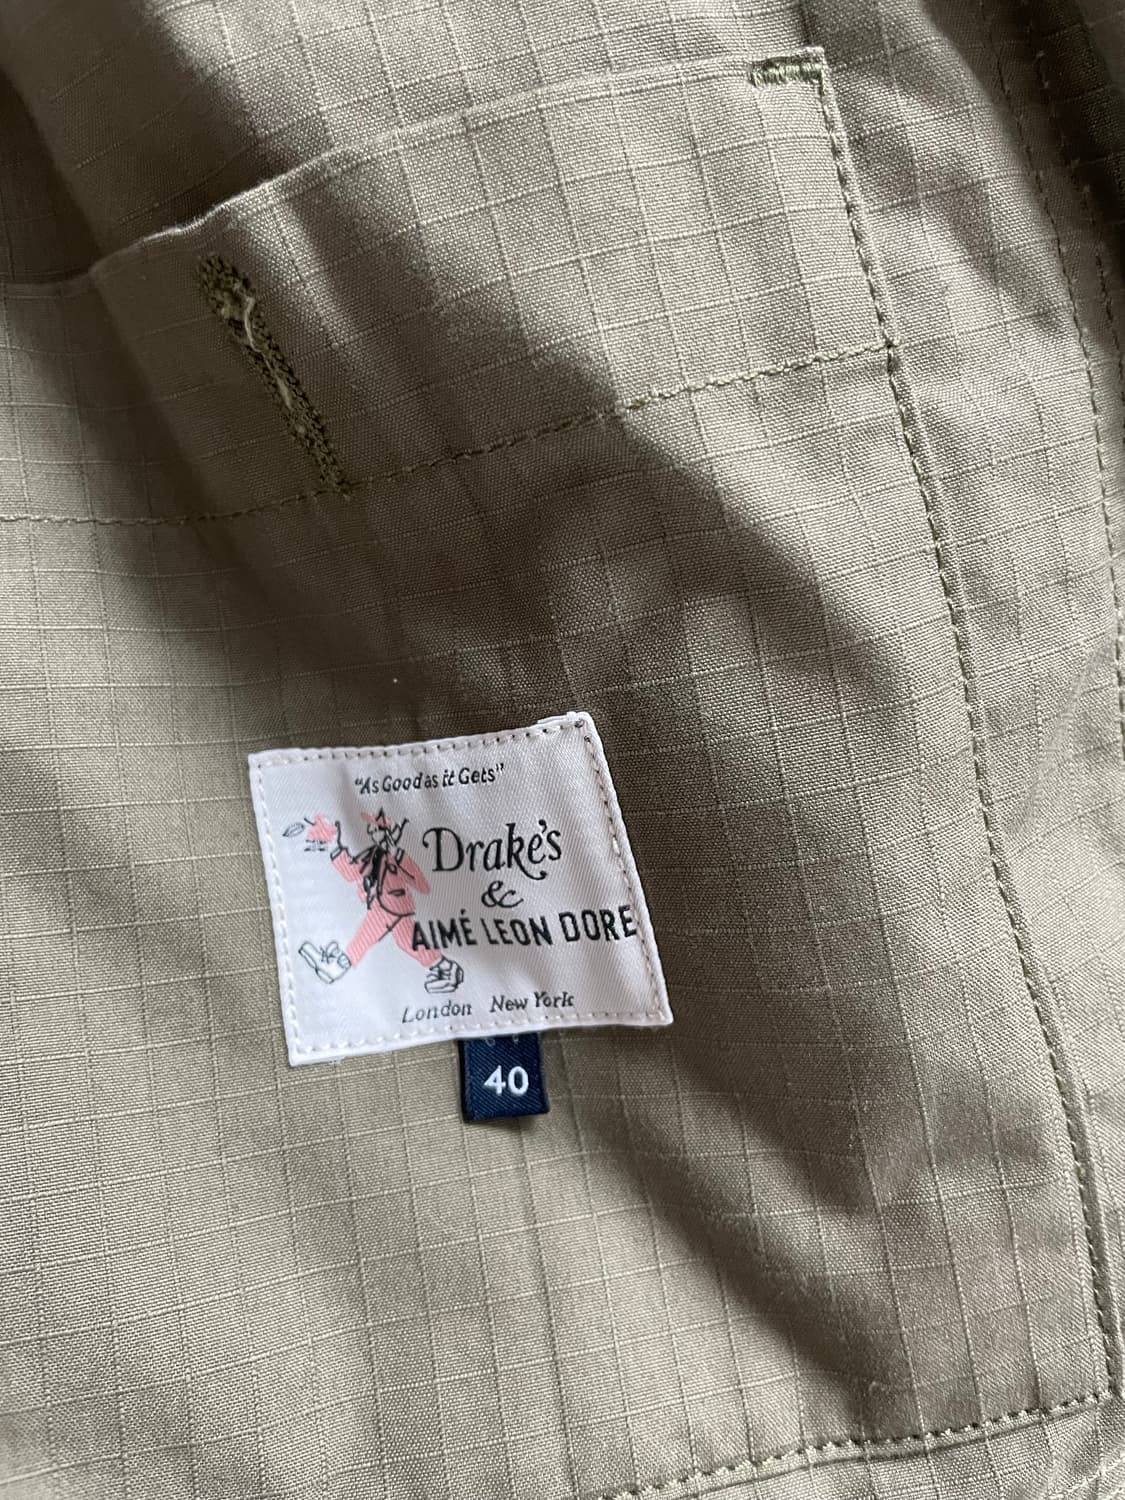 "As Good as it Gets"
Drake's
&
AIMÉ LEON DORE
London New York
40